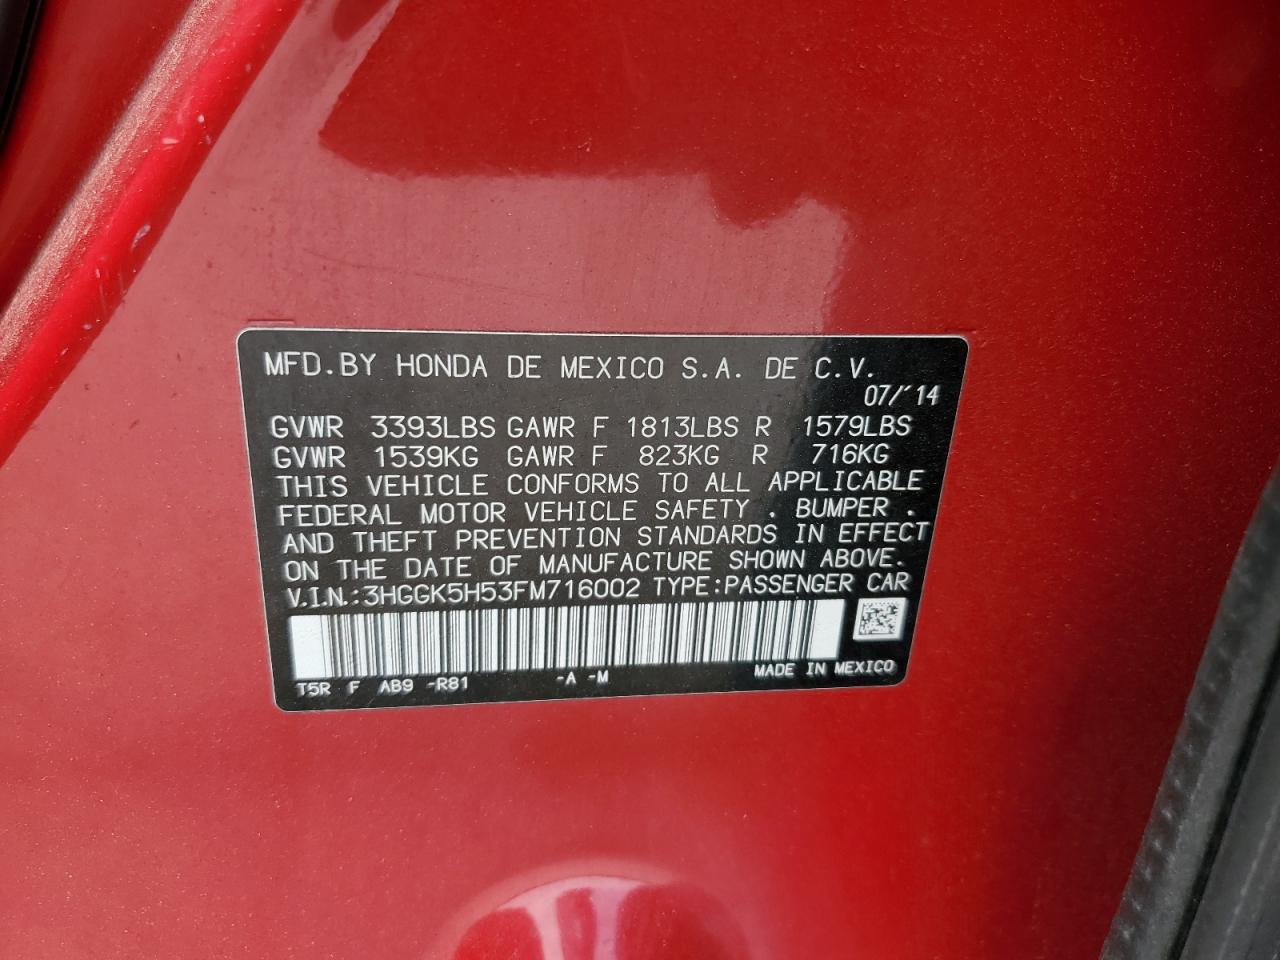 MFD.BY HONDA DE MEXICO S.A. DE C.V.
07/'14
GVWR 3393LBS GAWR F 1813LBS R 1579LBS
GVWR 1539KG GAWR F 823KG R 716KG
THIS VEHICLE CONFORMS TO ALL APPLICABLE
FEDERAL MOTOR VEHICLE SAFETY . BUMPER .
AND THEFT PREVENTION STANDARDS IN EFFECT
ON THE DATE OF MANUFACTURE SHOWN ABOVE.
V.I.N.:3HGGK5H53FM716002 TYPE:PASSENGER CAR
T5R F AB9 -R81 -A -M MADE IN MEXICO